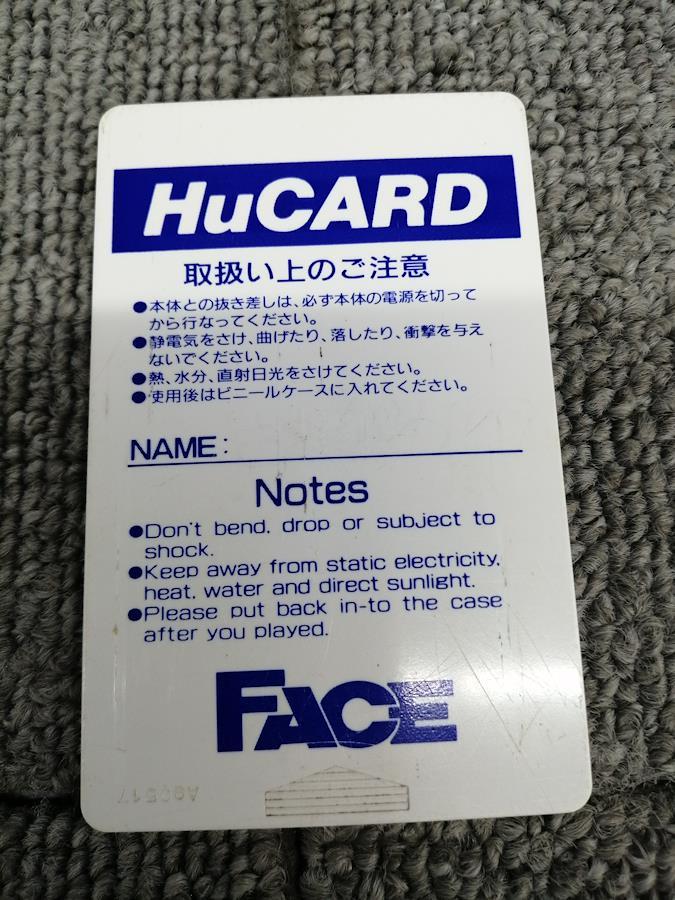 HuCARD
取扱い上のご注意
●本体との抜き差しは、必ず本体の電源を切って
から行なってください。
●静電気をさけ、曲げたり、落したり、衝撃を与え
ないでください。
●熱、水分、直射日光をさけてください。
●使用後はビニールケースに入れてください。
NAME:
Notes
●Don't bend, drop or subject to
shock.
●Keep away from static electricity,
heat, water and direct sunlight.
●Please put back in-to the case
after you played.
FACE